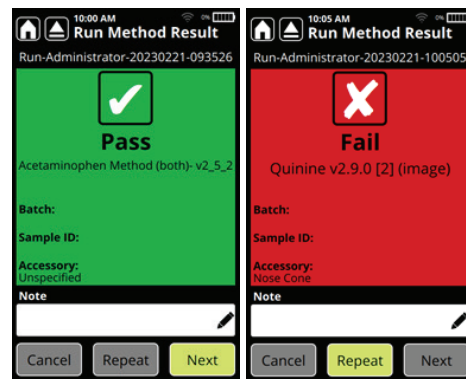 10:00 AM
Run Method
Result
Run-Administrator-20230221-093526
Pass
Acetaminophen Method (both)- v2_5_2
Batch:
Sample ID:
Accessory:
Unspecified
Note
Cancel Repeat Next
10:05 AM
Run Method
Result
Run-Administrator-20230221-100505
Fail
Quinine v2.9.0 [2] (image)
Batch:
Sample ID:
Accessory:
Nose Cone
Note
Cancel Repeat Next